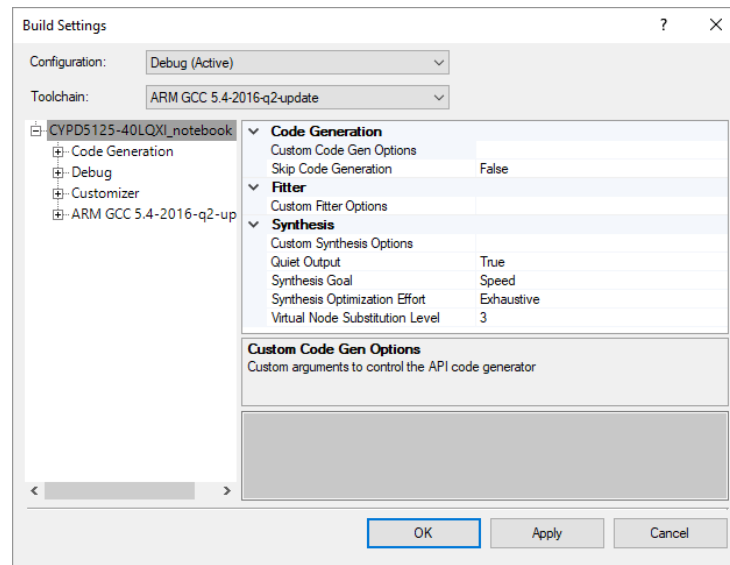 Build Settings ? ×
Configuration: Debug (Active)
Toolchain: ARM GCC 5.4-2016-q2-update
CYPD5125-40LQXI_notebook
Code Generation
Debug
Customizer
ARM GCC 5.4-2016-q2-up
Code Generation
Custom Code Gen Options
Skip Code Generation False
Fitter
Custom Fitter Options
Synthesis
Custom Synthesis Options
Quiet Output True
Synthesis Goal Speed
Synthesis Optimization Effort Exhaustive
Virtual Node Substitution Level 3
Custom Code Gen Options
Custom arguments to control the API code generator
OK Apply Cancel